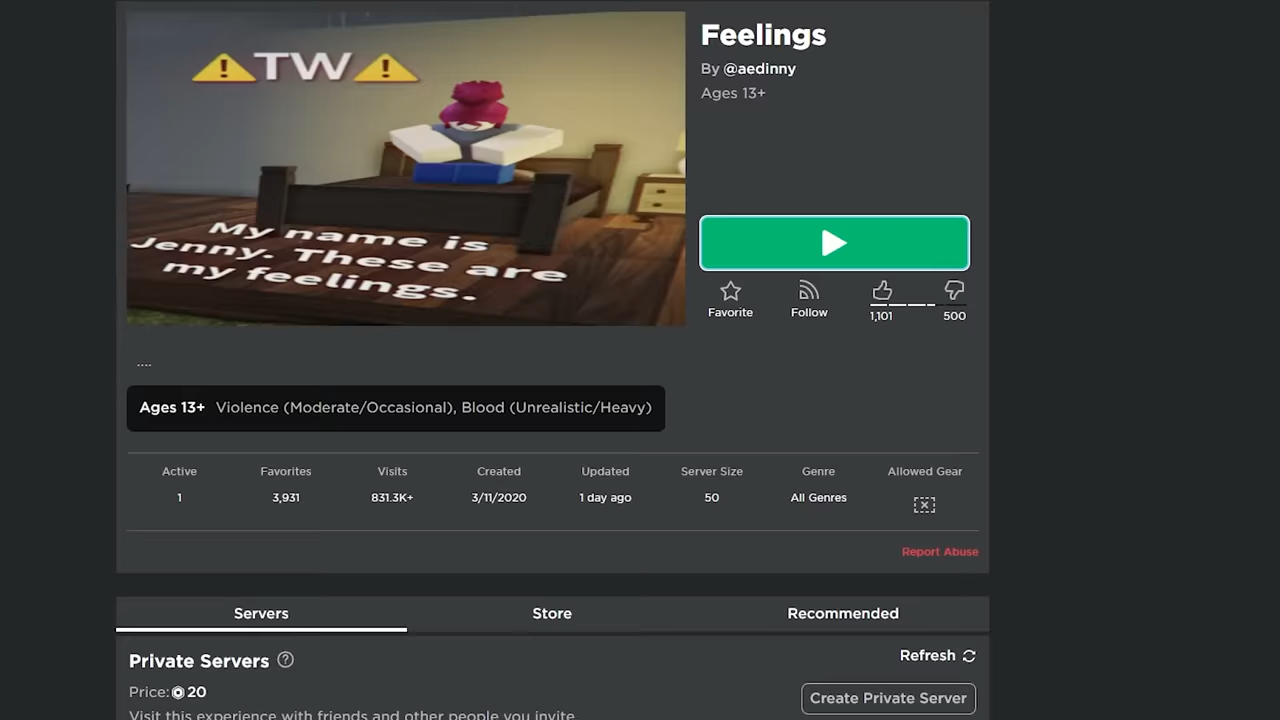 TW
My name is
Jenny. These are
my feelings.
Feelings
By @aedinny
Ages 13+
Favorite
Follow
1,101
500
....
Ages 13+ Violence (Moderate/Occasional), Blood (Unrealistic/Heavy)
Active Favorites Visits Created Updated Server Size Genre Allowed Gear
1 3,931 831.3K+ 3/11/2020 1 day ago 50 All Genres
Report Abuse
Servers Store Recommended
Private Servers
Refresh
Price: 20
Create Private Server
Visit this experience with friends and other people you invite